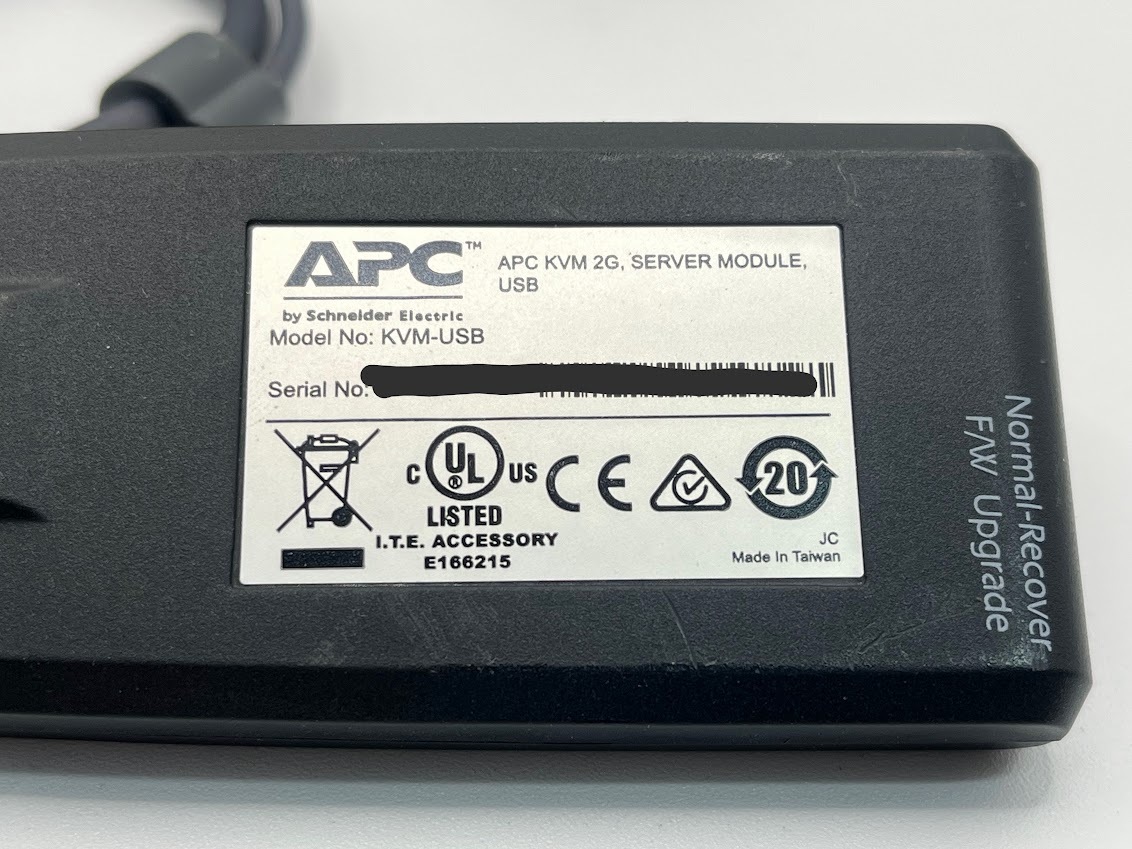 APC™
APC KVM 2G, SERVER MODULE,
USB
by Schneider Electric
Model No: KVM-USB
Serial No:
C UL ® US
LISTED
CE
20
I.T.E. ACCESSORY
E166215
JC
Made In Taiwan
Normal-Recover
F/W Upgrade